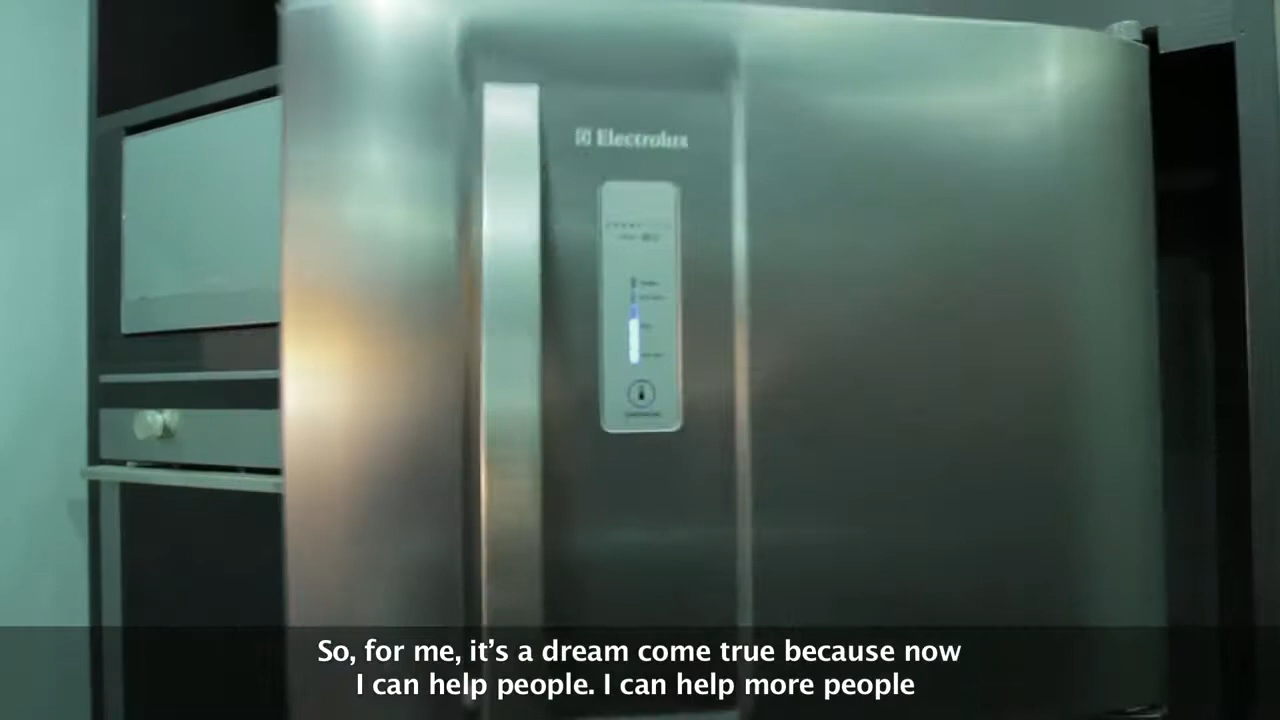 Electrolux
So, for me, it's a dream come true because now
I can help people. I can help more people